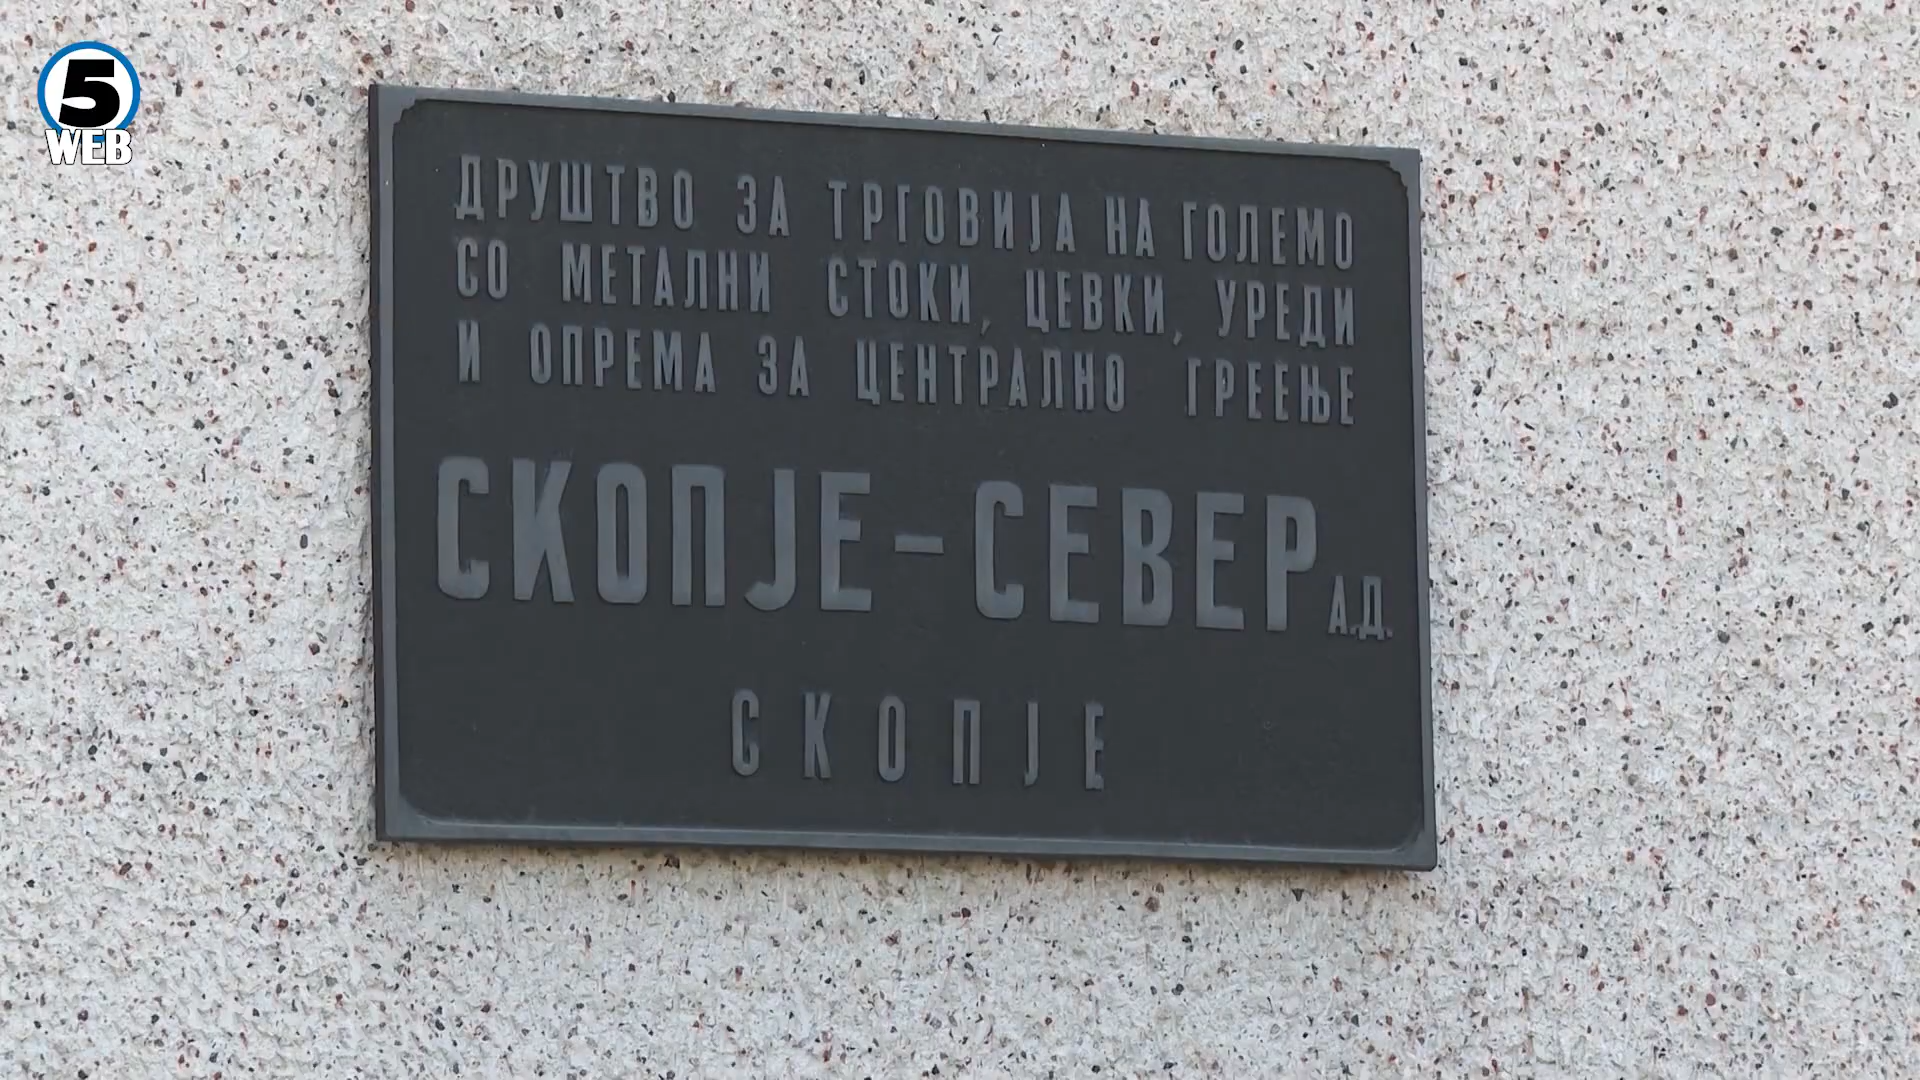 5
WEB
ДРУШТВО ЗА ТРГОВИЈА НА ГОЛЕМО
СО МЕТАЛНИ СТОКИ, ЦЕВКИ, УРЕДИ
И ОПРЕМА ЗА ЦЕНТРАЛНО ГРЕЕЊЕ
СКОПЈЕ-СЕВЕР А.Д.
СКОПЈЕ